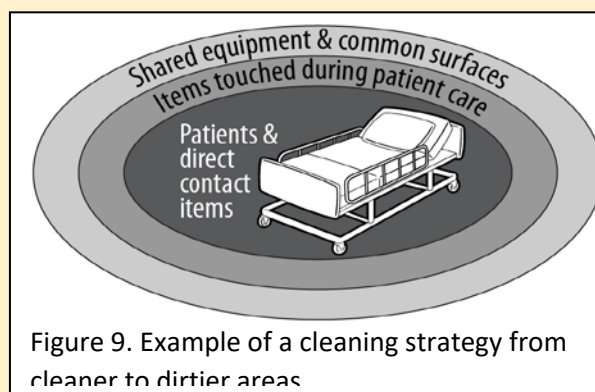 Shared equipment & common surfaces
Items touched during patient care
Patients &
direct
contact
items
Figure 9. Example of a cleaning strategy from
cleaner to dirtier areas